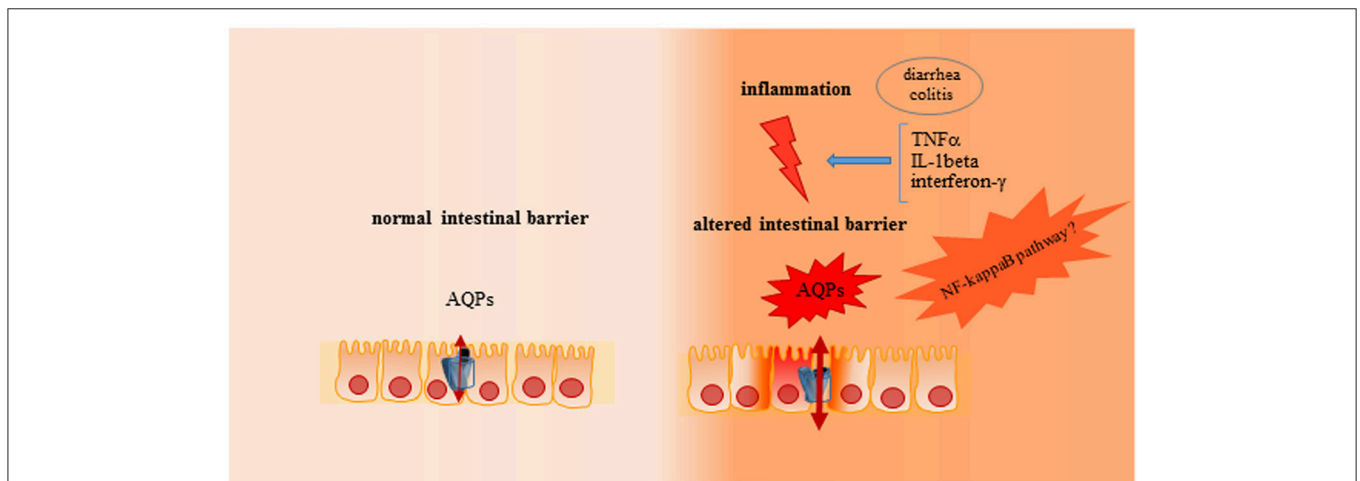 inflammation
diarrhea
colitis
TNFα
IL-1beta
interferon-γ
normal intestinal barrier
altered intestinal barrier
NF-kappaB pathway?
AQPs
AQPs